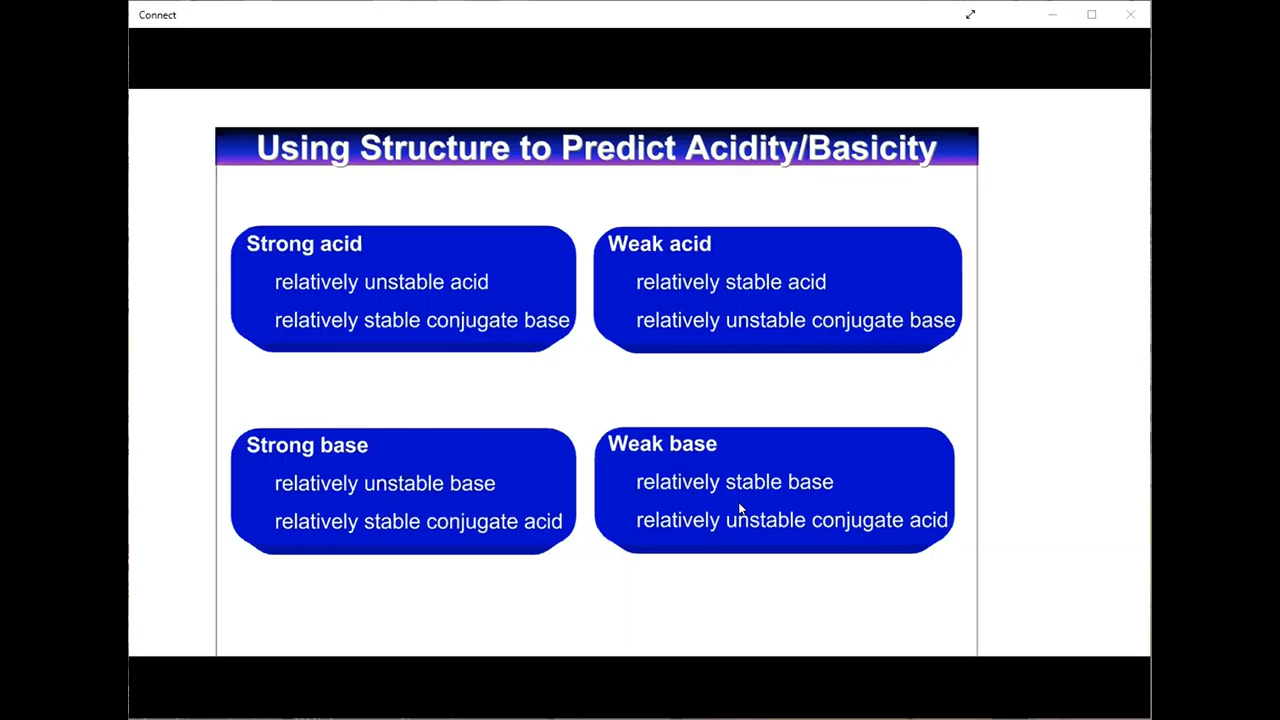 Connect
Using Structure to Predict Acidity/Basicity
Strong acid
relatively unstable acid
relatively stable conjugate base
Weak acid
relatively stable acid
relatively unstable conjugate base
Strong base
relatively unstable base
relatively stable conjugate acid
Weak base
relatively stable base
relatively unstable conjugate acid